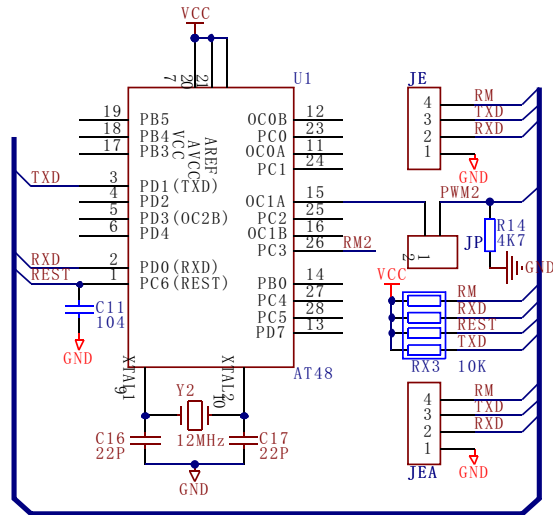 VCC
7
20
21
U1
JE
19 PB5
18 PB4
17 PB3
VCC
AVCC
AREF
OC0B 12
PC0 23
OC0A 11
PC1 24
4 RM
3 TXD
2 RXD
1
GND
TXD 3 PD1(TXD)
4 PD2
5 PD3(OC2B)
6 PD4
OC1A 15
PC2 25
OC1B 16
PC3 26 RM2
PWM2
1
2
JP
R14
4K7
GND
RXD 2 PD0(RXD)
REST 1 PC6(REST)
PB0 14
PC4 27
PC5 28
PD7 13
VCC
RM
RXD
REST
TXD
RX3 10K
C11
104
GND
XTAL1
9
XTAL2
10
AT48
Y2
12MHz
C16
22P
C17
22P
GND
4 RM
3 TXD
2 RXD
1
GND
JEA